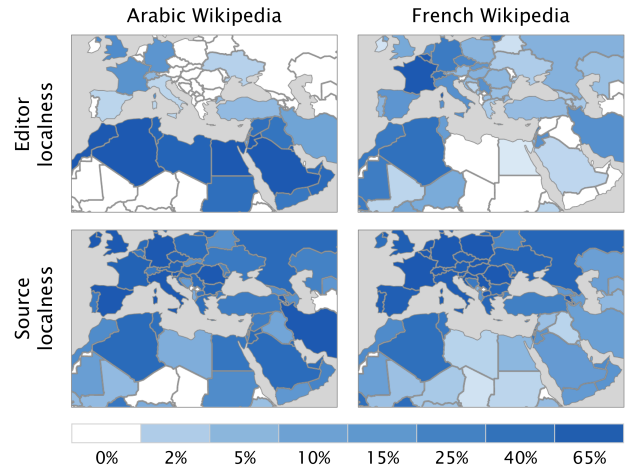 Arabic Wikipedia
French Wikipedia
Editor
localness
Source
localness
0%
2%
5%
10%
15%
25%
40%
65%